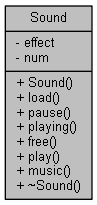 Sound
- effect
- num
+ Sound()
+ load()
+ pause()
+ playing()
+ free()
+ play()
+ music()
+ ~Sound()